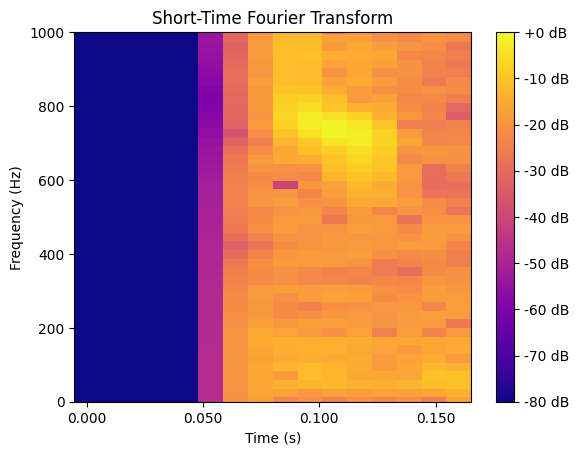 Short-Time Fourier Transform
1000
800
600
400
200
0
Frequency (Hz)
0.000
0.050
0.100
0.150
Time (s)
+0 dB
-10 dB
-20 dB
-30 dB
-40 dB
-50 dB
-60 dB
-70 dB
-80 dB